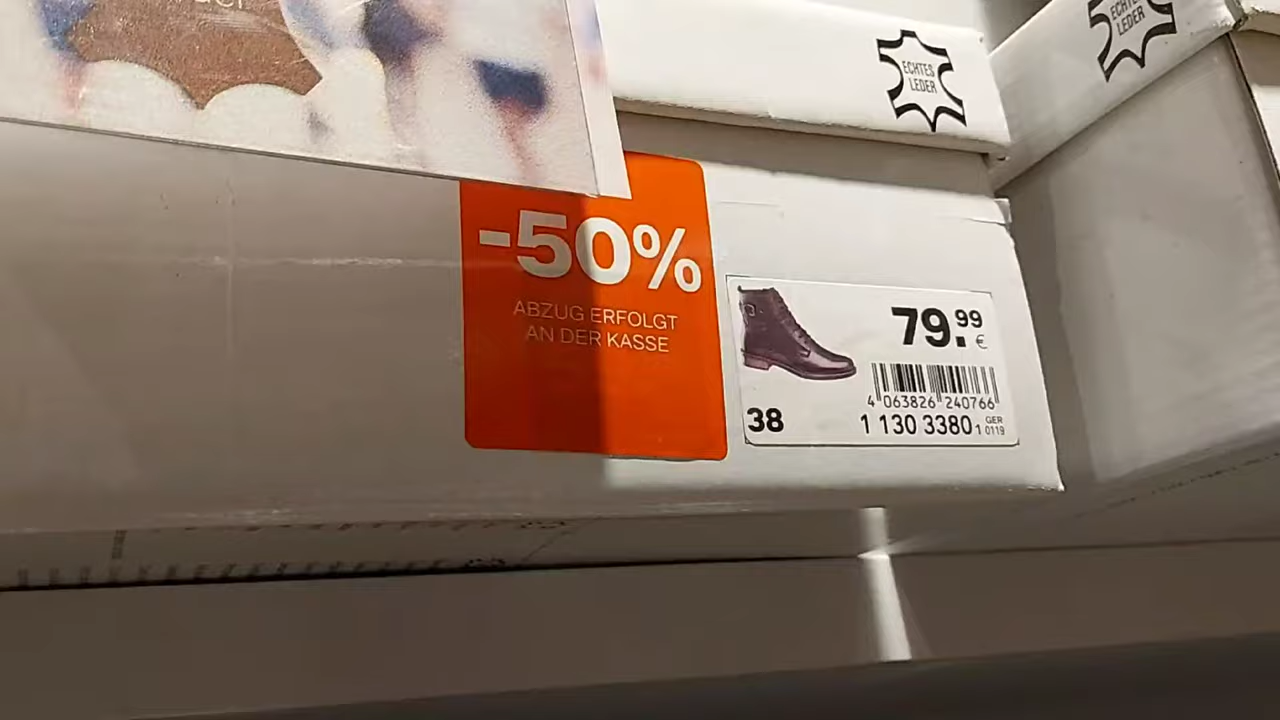 ECHTES
LEDER
ECHTES
LEDER
-50%
ABZUG ERFOLGT
AN DER KASSE
79.99
€
4 063826 240766
38
1 130 3380 1 GER 0119